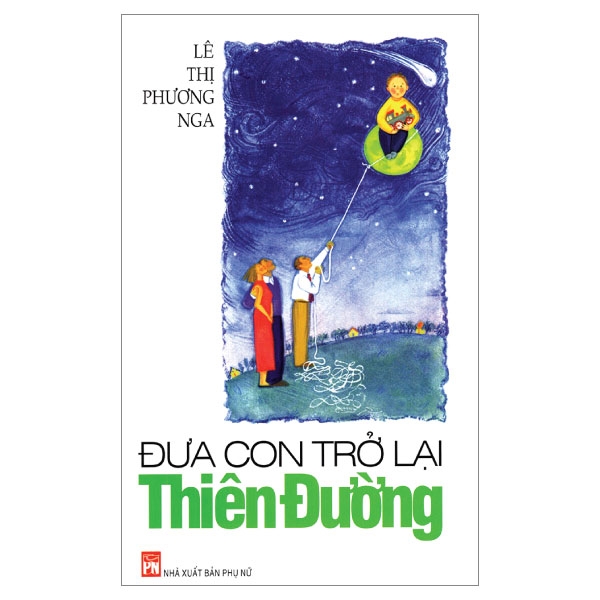 LÊ
THỊ
PHƯƠNG
NGA
ĐƯA CON TRỞ LẠI
Thiên Đường
PN
NHÀ XUẤT BẢN PHỤ NỮ